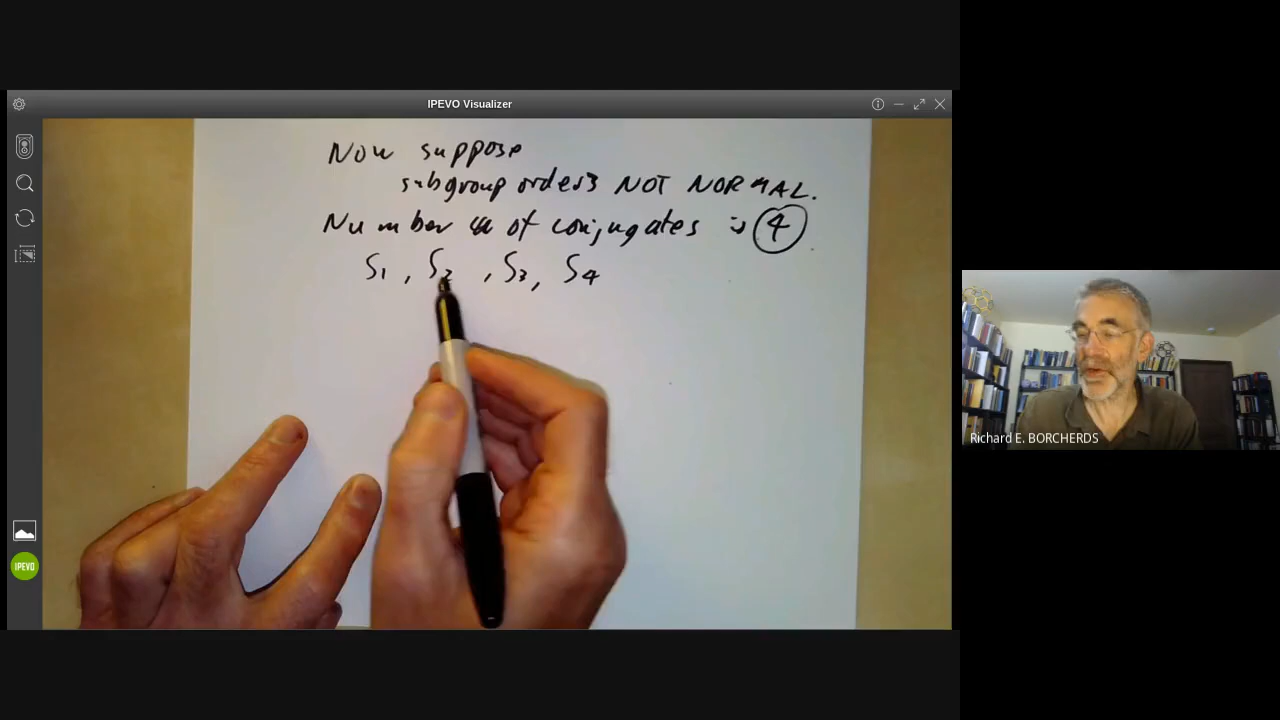 IPEVO Visualizer
Now suppose
subgroup order 3 NOT NORMAL.
Number of conjugates is 4
S1, S2, S3, S4
IPEVO
Richard E. BORCHERDS